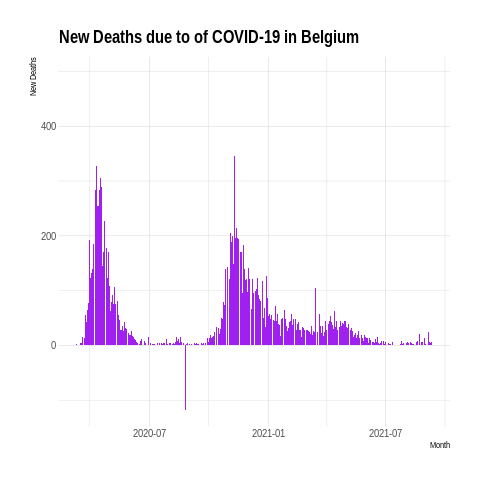 New Deaths due to of COVID-19 in Belgium
New Deaths
400
200
0
2020-07
2021-01
2021-07
Month